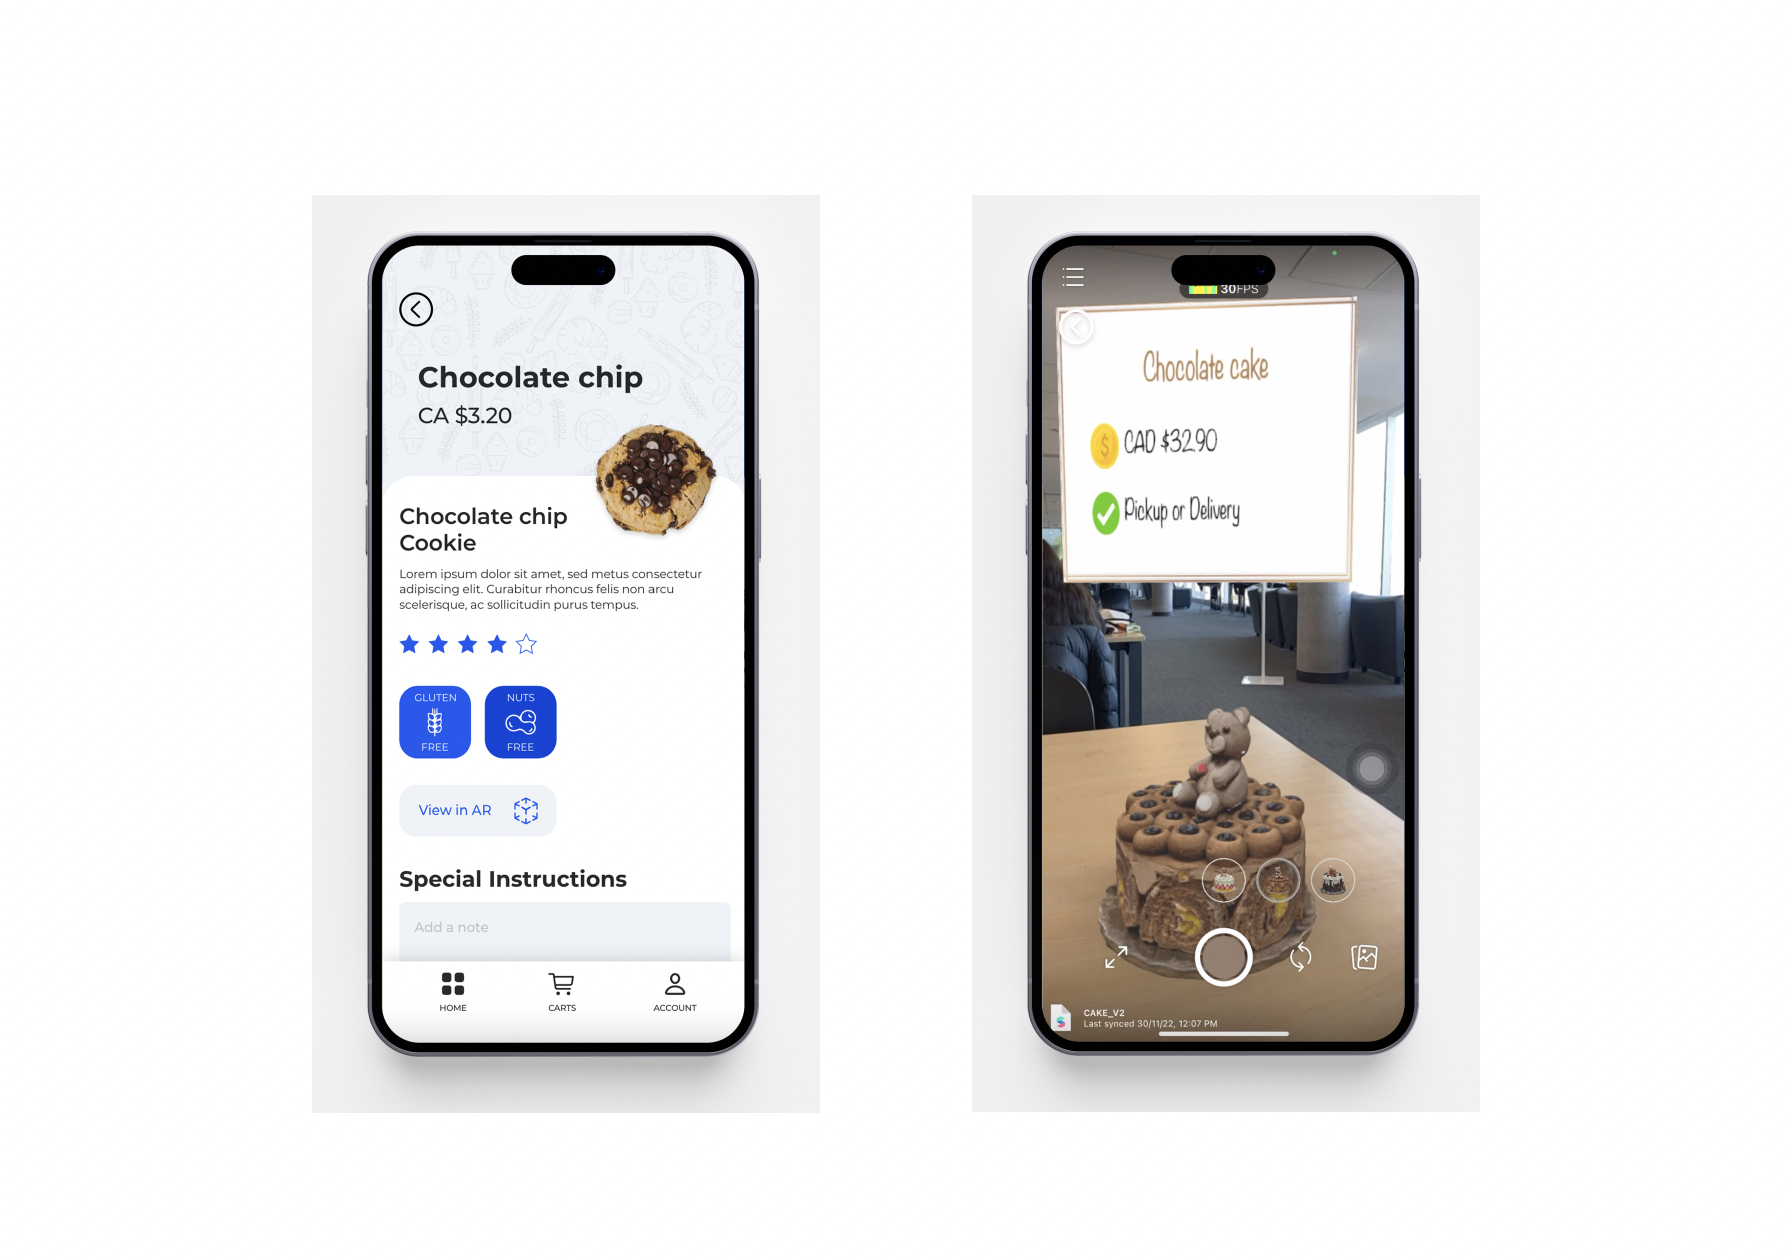 Chocolate chip
CA $3.20
Chocolate chip
Cookie
Lorem ipsum dolor sit amet, sed metus consectetur
adipiscing elit. Curabitur rhoncus felis non arcu
scelerisque, ac sollicitudin purus tempus.
GLUTEN
FREE
NUTS
FREE
View in AR
Special Instructions
Add a note
HOME
CARTS
ACCOUNT
30FPS
Chocolate cake
$
CAD $32.90
Pickup or Delivery
CAKE_V2
Last synced 30/11/22, 12:07 PM